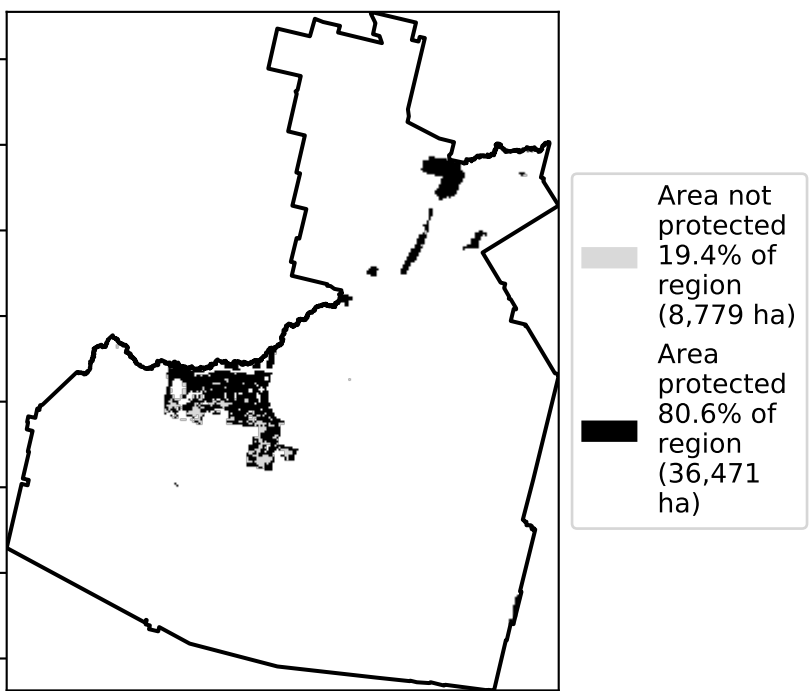 Area not
protected
19.4% of
region
(8,779 ha)
Area
protected
80.6% of
region
(36,471
ha)